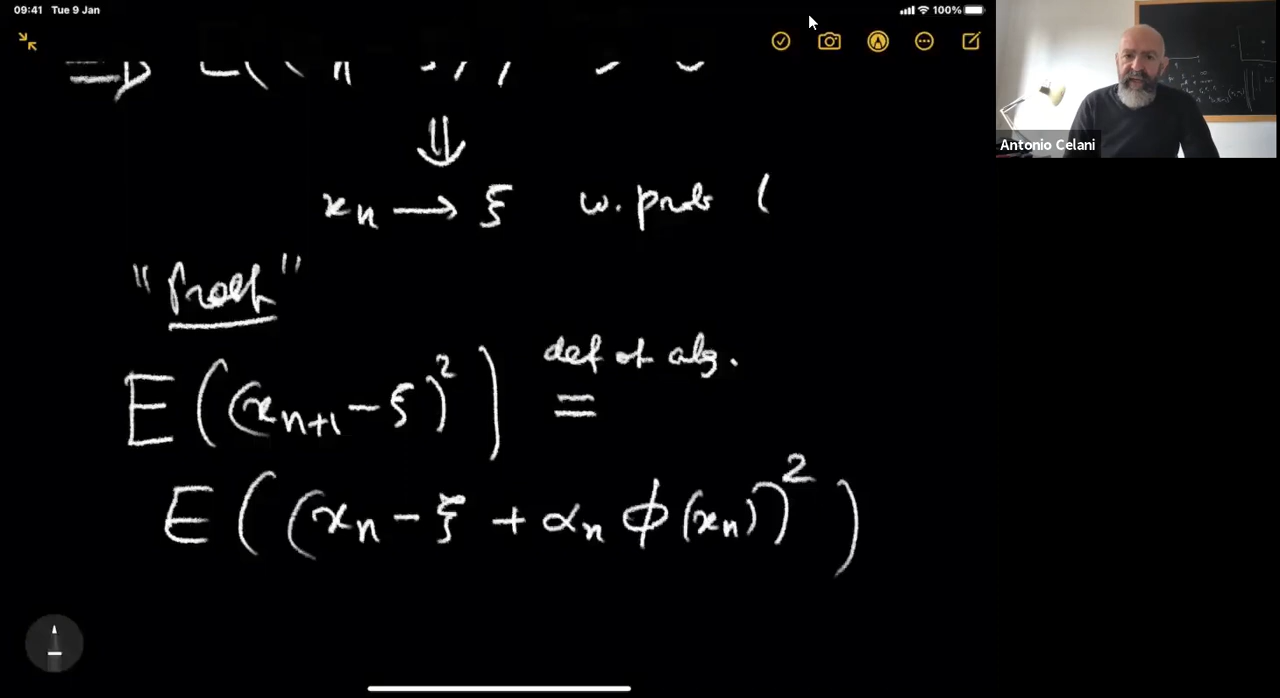 09:41 Tue 9 Jan 100%
Antonio Celani
⇓
xn → ξ w. prob 1
"Proof"
E((xn+1 − ξ)²) = def of alg.
E((xn − ξ + αn ϕ(xn))²)